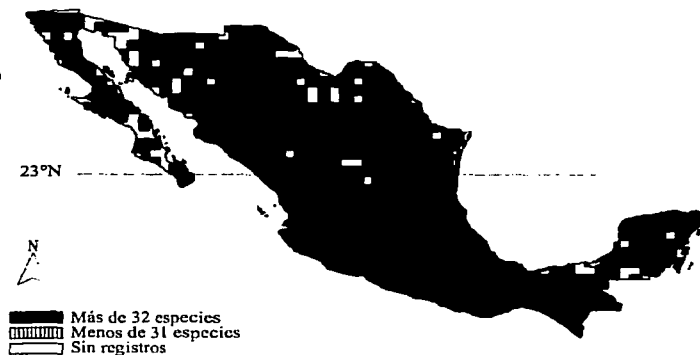 23°N
N
Más de 32 especies
Menos de 31 especies
Sin registros